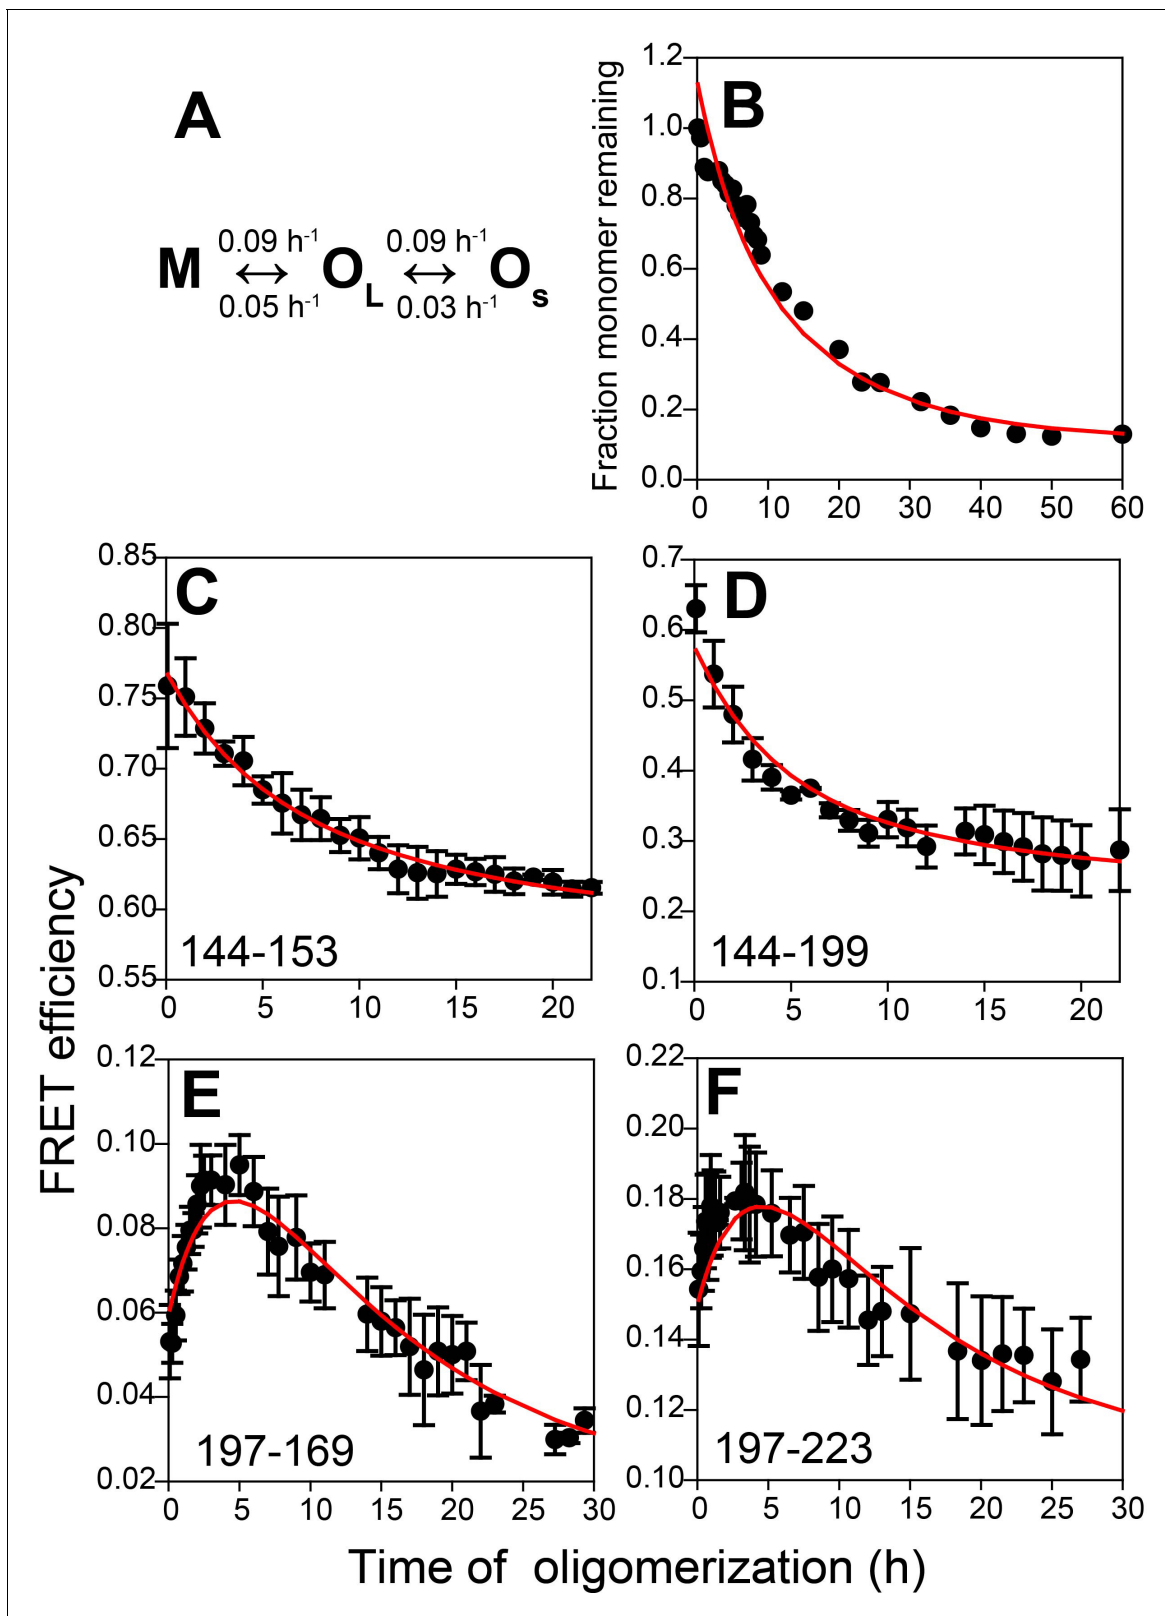 A
M ↔ O_L ↔ O_s
0.09 h⁻¹ 0.09 h⁻¹
0.05 h⁻¹ 0.03 h⁻¹
B
Fraction monomer remaining
1.2
1.0
0.8
0.6
0.4
0.2
0.0
0 10 20 30 40 50 60
C
0.85
0.80
0.75
0.70
0.65
0.60
0.55
144-153
0 5 10 15 20
D
0.7
0.6
0.5
0.4
0.3
0.2
0.1
144-199
0 5 10 15 20
FRET efficiency
E
0.12
0.10
0.08
0.06
0.04
0.02
197-169
0 5 10 15 20 25 30
F
0.22
0.20
0.18
0.16
0.14
0.12
0.10
197-223
0 5 10 15 20 25 30
Time of oligomerization (h)